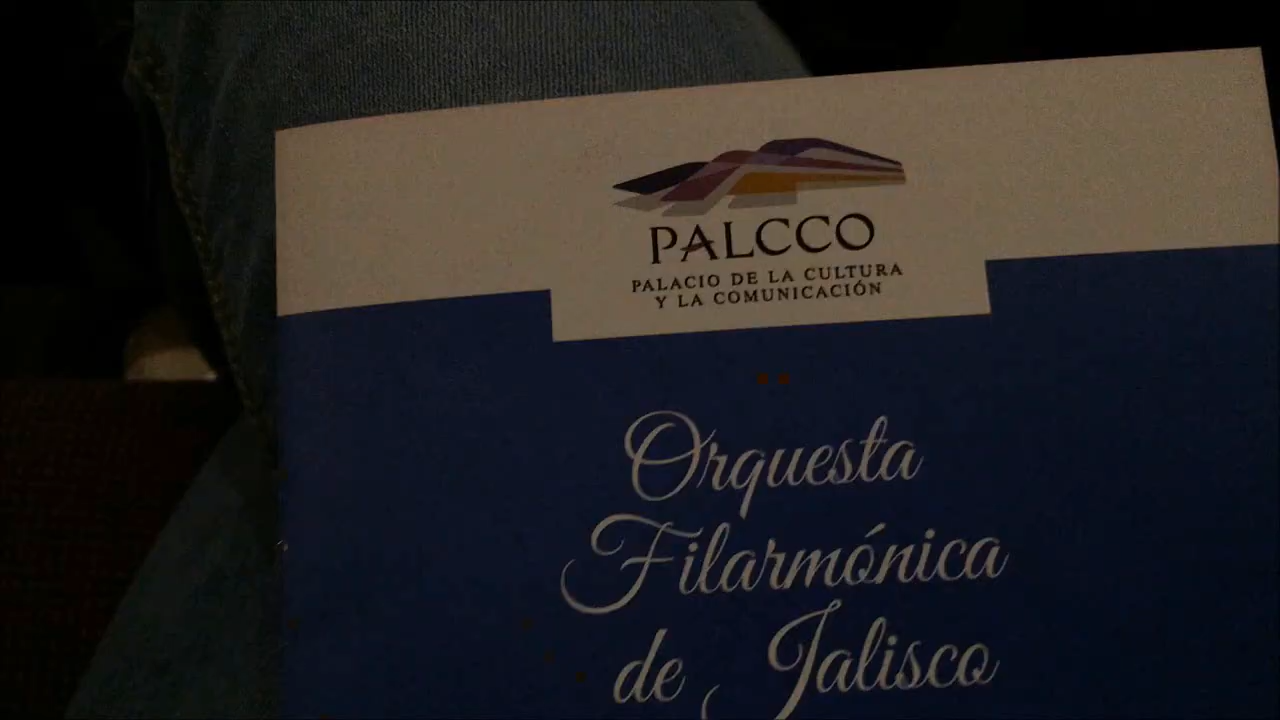 PALCCO
PALACIO DE LA CULTURA
Y LA COMUNICACIÓN
Orquesta
Filarmónica
de Jalisco